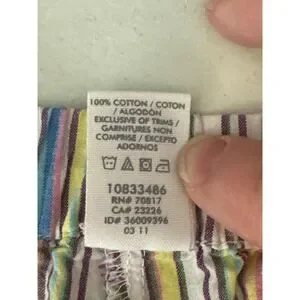 100% COTTON / COTON /
ALGODÓN
EXCLUSIVE OF TRIMS /
GARNITURES NON
COMPRISE / EXCEPTO
ADORNOS
10833486
RN# 70817
CA# 23226
ID# 36009396
03 11